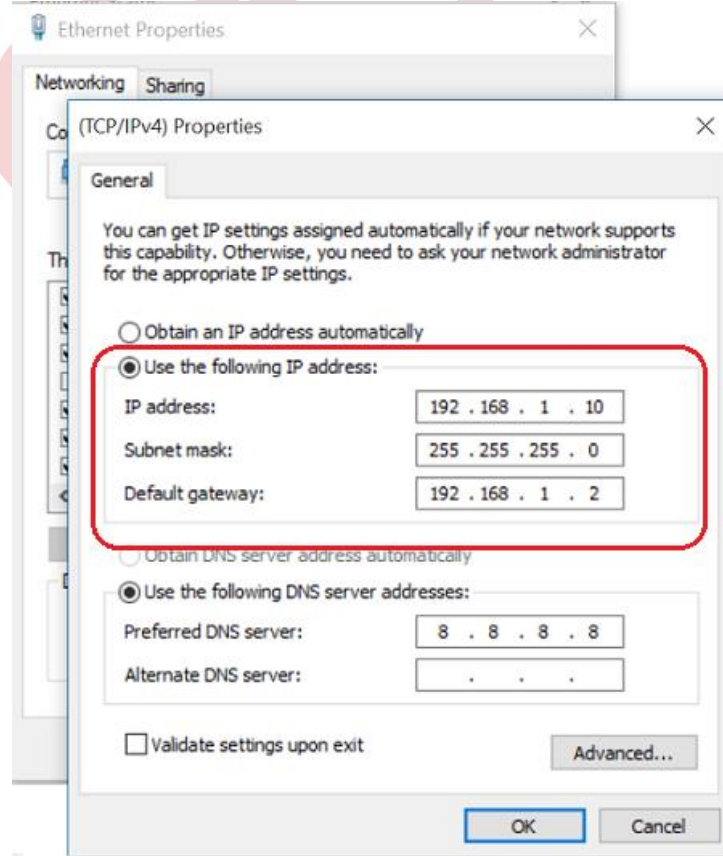 Ethernet Properties
Networking Sharing
Co
(TCP/IPv4) Properties
General
You can get IP settings assigned automatically if your network supports
this capability. Otherwise, you need to ask your network administrator
for the appropriate IP settings.
Th
Obtain an IP address automatically
Use the following IP address:
IP address: 192 . 168 . 1 . 10
Subnet mask: 255 . 255 . 255 . 0
Default gateway: 192 . 168 . 1 . 2
Obtain DNS server address automatically
Use the following DNS server addresses:
Preferred DNS server: 8 . 8 . 8 . 8
Alternate DNS server: . . .
Validate settings upon exit
Advanced...
OK Cancel